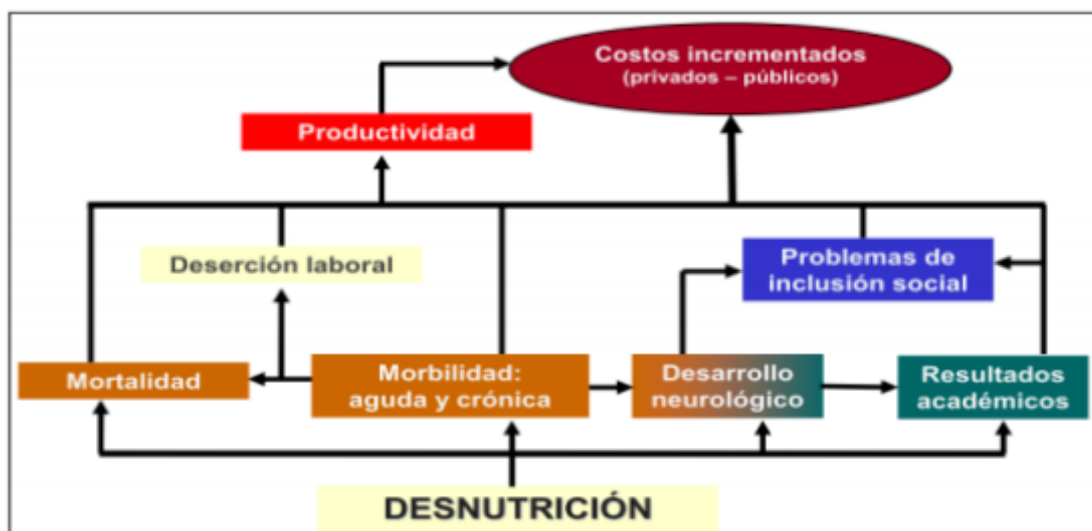 Costos incrementados
(privados – públicos)
Productividad
Deserción laboral
Problemas de
inclusión social
Mortalidad
Morbilidad:
aguda y crónica
Desarrollo
neurológico
Resultados
académicos
DESNUTRICIÓN